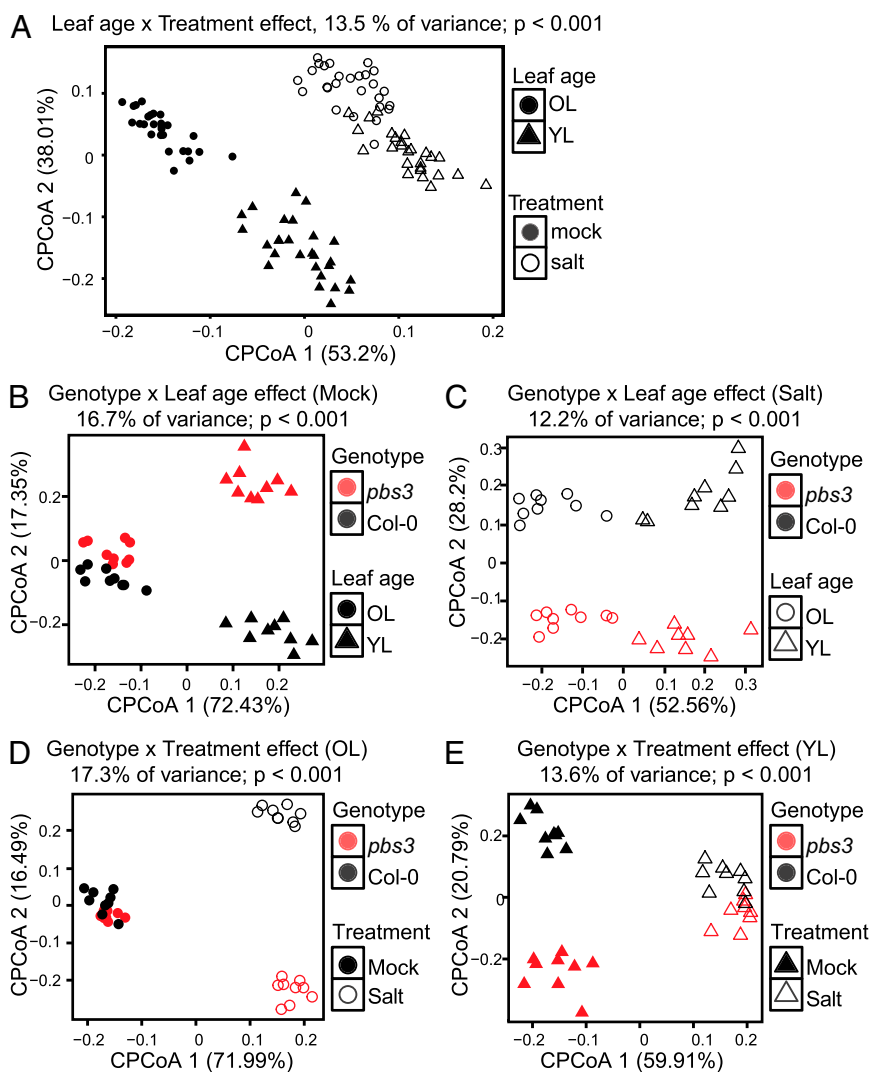 A
Leaf age x Treatment effect, 13.5 % of variance; p < 0.001
CPCoA 2 (38.01%)
0.1
0
−0.1
−0.2
−0.2
−0.1
0
0.1
0.2
CPCoA 1 (53.2%)
Leaf age
OL
YL
Treatment
mock
salt
B
Genotype x Leaf age effect (Mock)
16.7% of variance; p < 0.001
CPCoA 2 (17.35%)
0.2
0
−0.2
−0.2
−0.1
0
0.1
0.2
CPCoA 1 (72.43%)
Genotype
pbs3
Col-0
Leaf age
OL
YL
C
Genotype x Leaf age effect (Salt)
12.2% of variance; p < 0.001
CPCoA 2 (28.2%)
0.3
0.2
0.1
0
−0.1
−0.2
−0.2
−0.1
0
0.1
0.2
0.3
CPCoA 1 (52.56%)
Genotype
pbs3
Col-0
Leaf age
OL
YL
D
Genotype x Treatment effect (OL)
17.3% of variance; p < 0.001
CPCoA 2 (16.49%)
0.2
0.1
0
−0.1
−0.2
−0.2
−0.1
0
0.1
0.2
CPCoA 1 (71.99%)
Genotype
pbs3
Col-0
Treatment
Mock
Salt
E
Genotype x Treatment effect (YL)
13.6% of variance; p < 0.001
CPCoA 2 (20.79%)
0.2
0
−0.2
−0.2
−0.1
0
0.1
0.2
CPCoA 1 (59.91%)
Genotype
pbs3
Col-0
Treatment
Mock
Salt